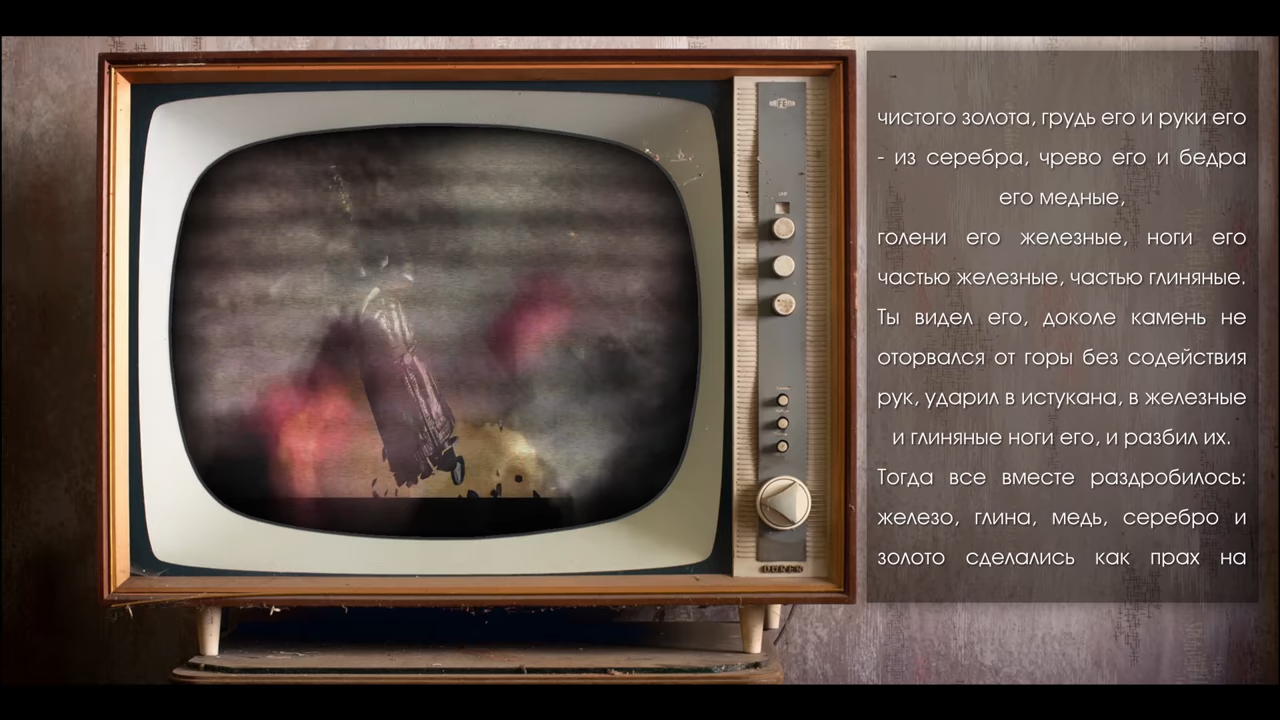 чистого золота, грудь его и руки его
- из серебра, чрево его и бедра
его медные,
голени его железные, ноги его
частью железные, частью глиняные.
Ты видел его, доколе камень не
оторвался от горы без содействия
рук, ударил в истукана, в железные
и глиняные ноги его, и разбил их.
Тогда все вместе раздробилось:
железо, глина, медь, серебро и
золото сделались как прах на